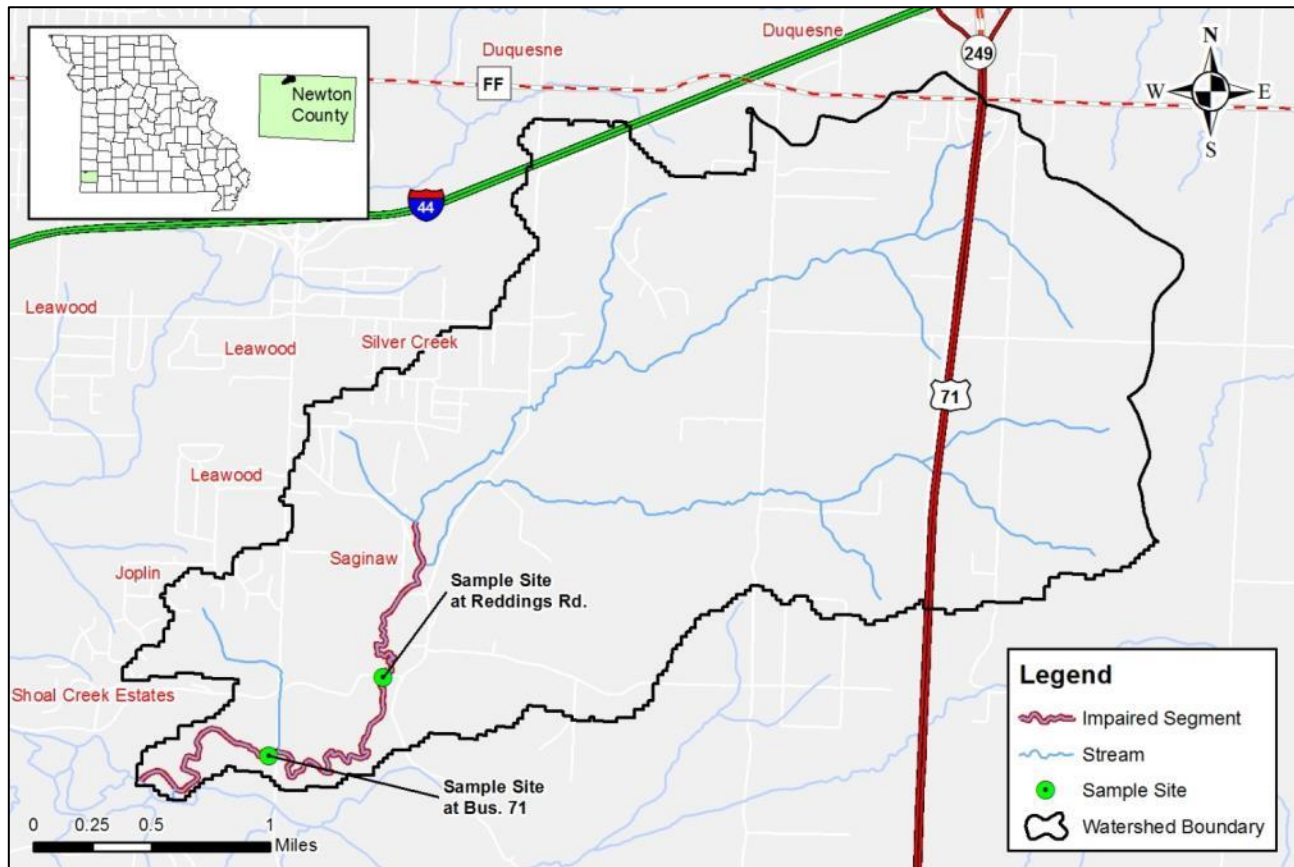 Duquesne
Duquesne
249
N
FF
W
E
Newton
County
S
44
Leawood
Leawood
Silver Creek
71
Leawood
Saginaw
Joplin
Sample Site
at Reddings Rd.
Shoal Creek Estates
Legend
Impaired Segment
Stream
Sample Site
Watershed Boundary
Sample Site
at Bus. 71
0 0.25 0.5 1
Miles